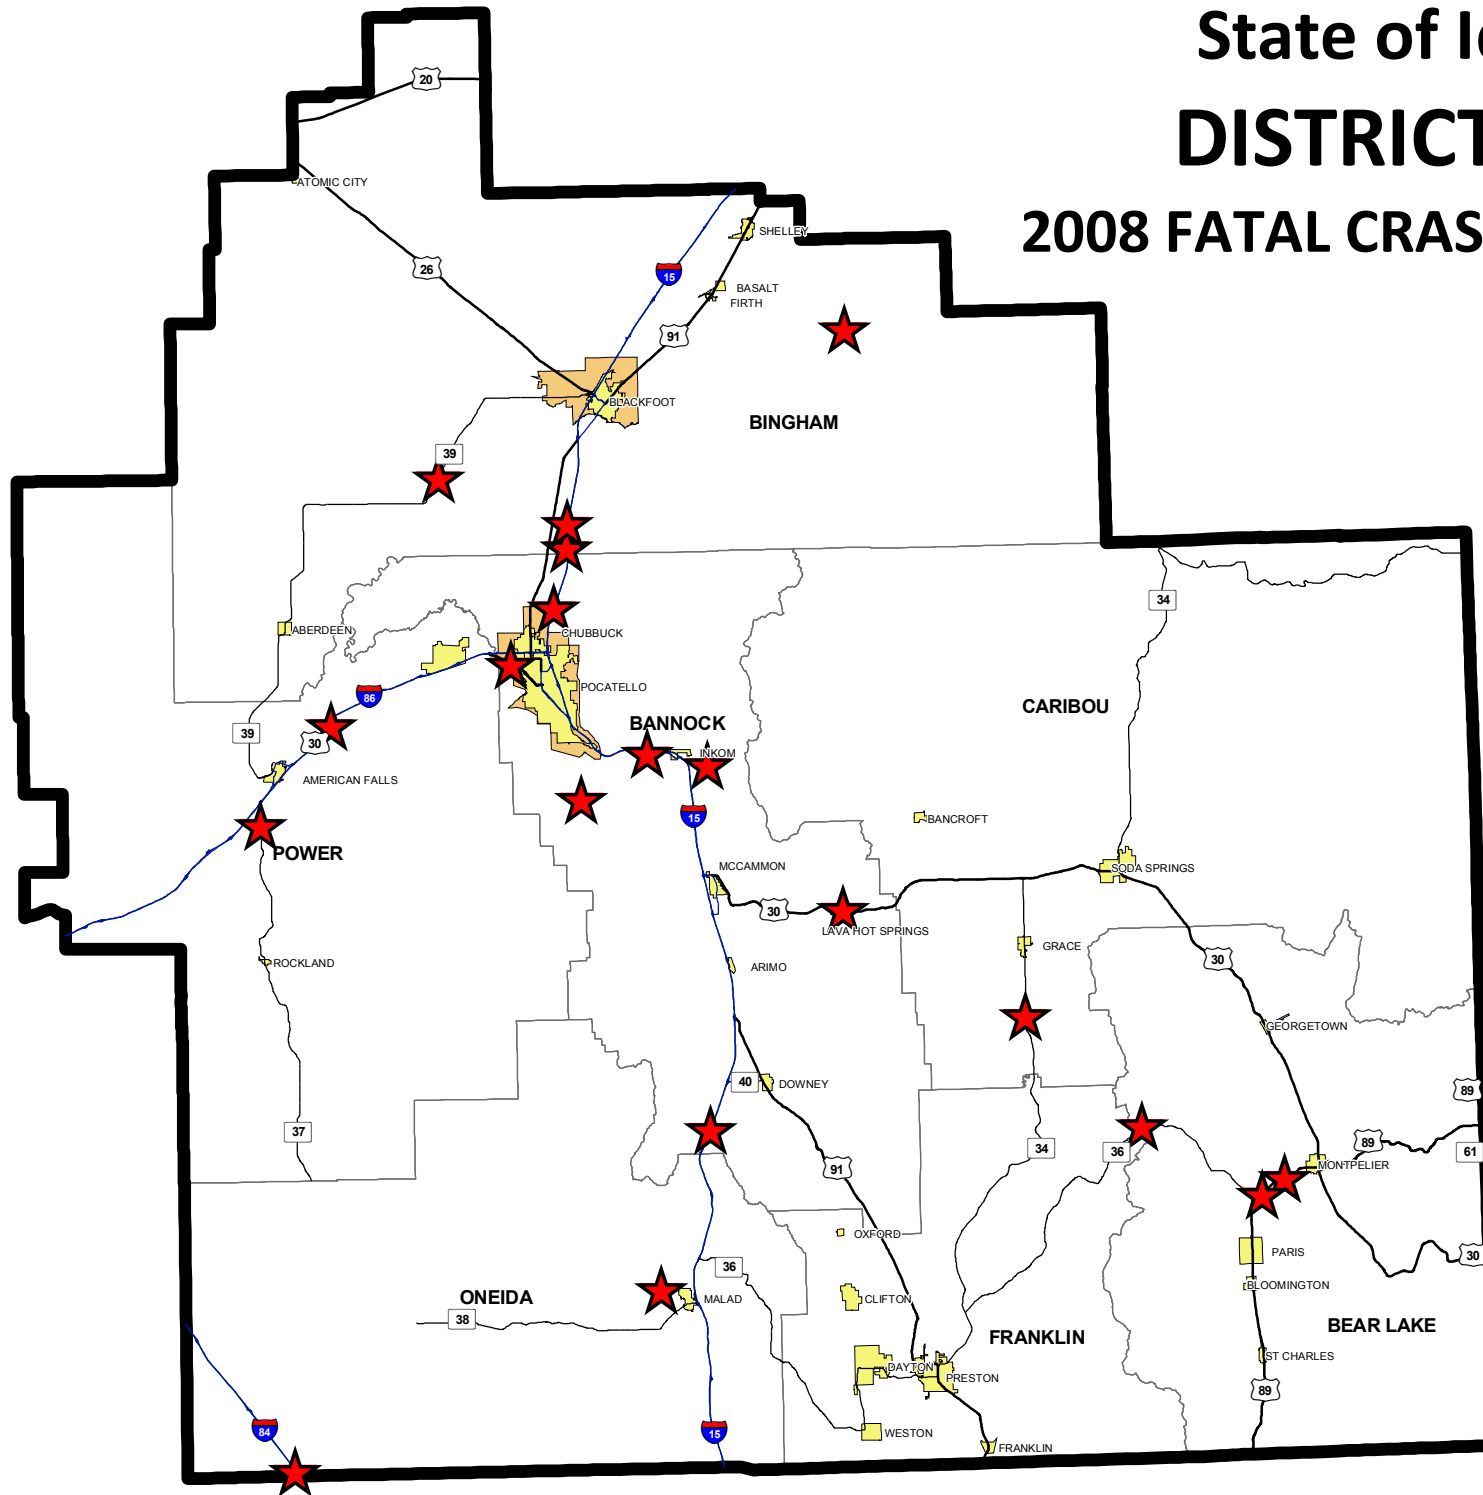 State of I
DISTRICT
2008 FATAL CRAS
20
ATOMIC CITY
SHELLEY
26
15
BASALT
FIRTH
91
BLACKFOOT
BINGHAM
39
34
ABERDEEN
CHUBBUCK
86
POCATELLO
CARIBOU
BANNOCK
39
30
INKOM
AMERICAN FALLS
15
BANCROFT
POWER
MCCAMMON
SODA SPRINGS
30
LAVA HOT SPRINGS
GRACE
30
ROCKLAND
ARIMO
GEORGETOWN
40
DOWNEY
89
37
34
36
89
61
91
MONTPELIER
OXFORD
PARIS
30
36
BLOOMINGTON
ONEIDA
MALAD
CLIFTON
38
FRANKLIN
BEAR LAKE
DAYTON
ST CHARLES
PRESTON
89
84
15
WESTON
FRANKLIN